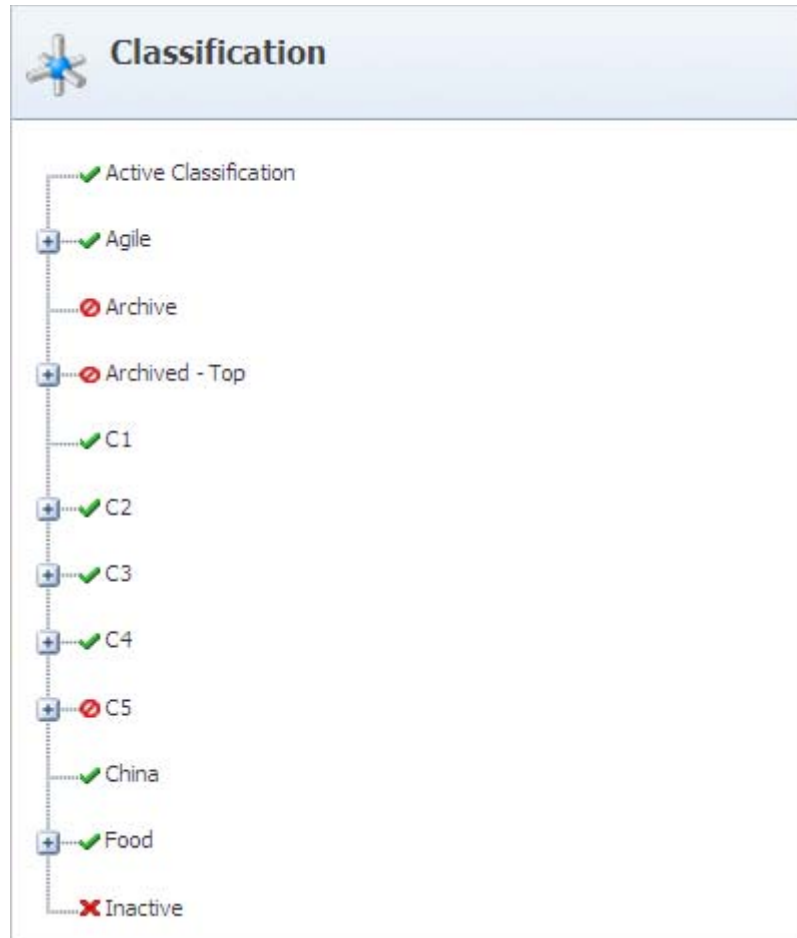 Classification
Active Classification
Agile
Archive
Archived - Top
C1
C2
C3
C4
C5
China
Food
Inactive